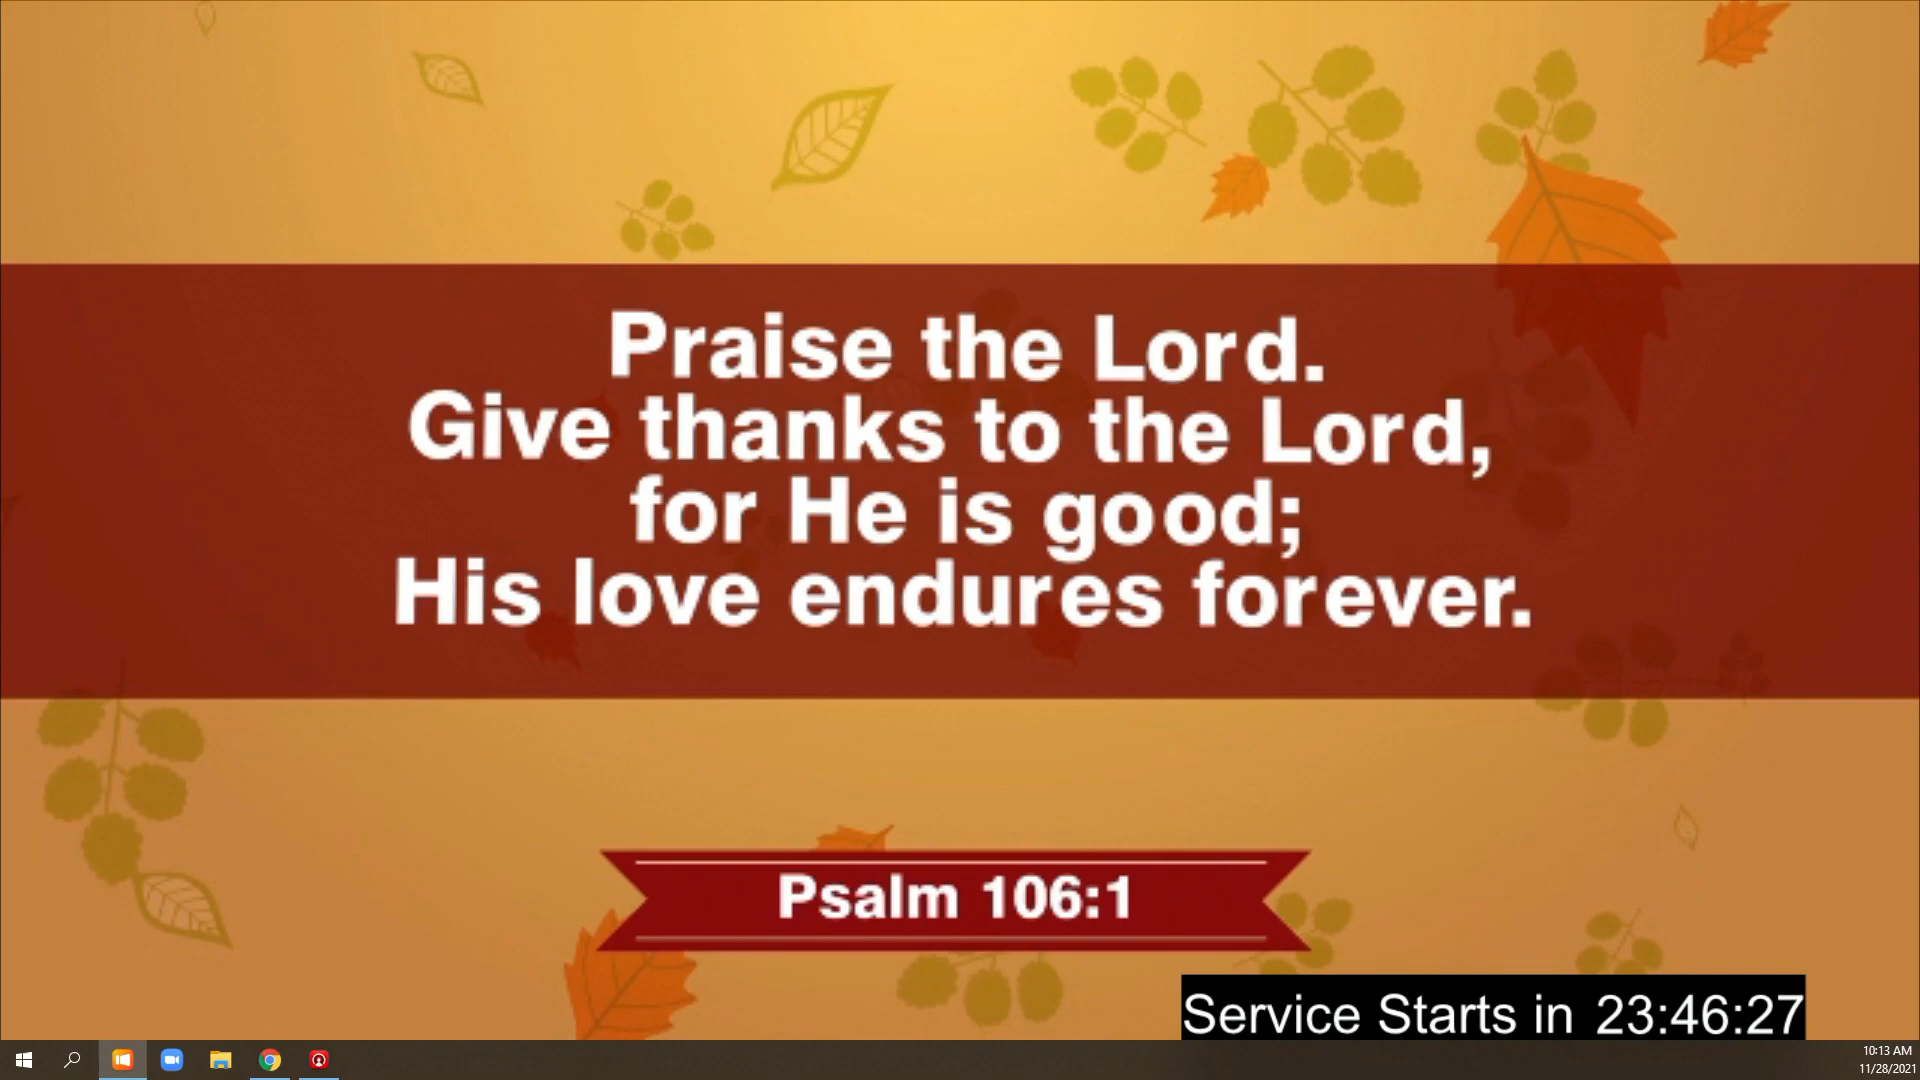 Praise the Lord.
Give thanks to the Lord,
for He is good;
His love endures forever.
Psalm 106:1
Service Starts in 23:46:27
10:13 AM
11/28/2021